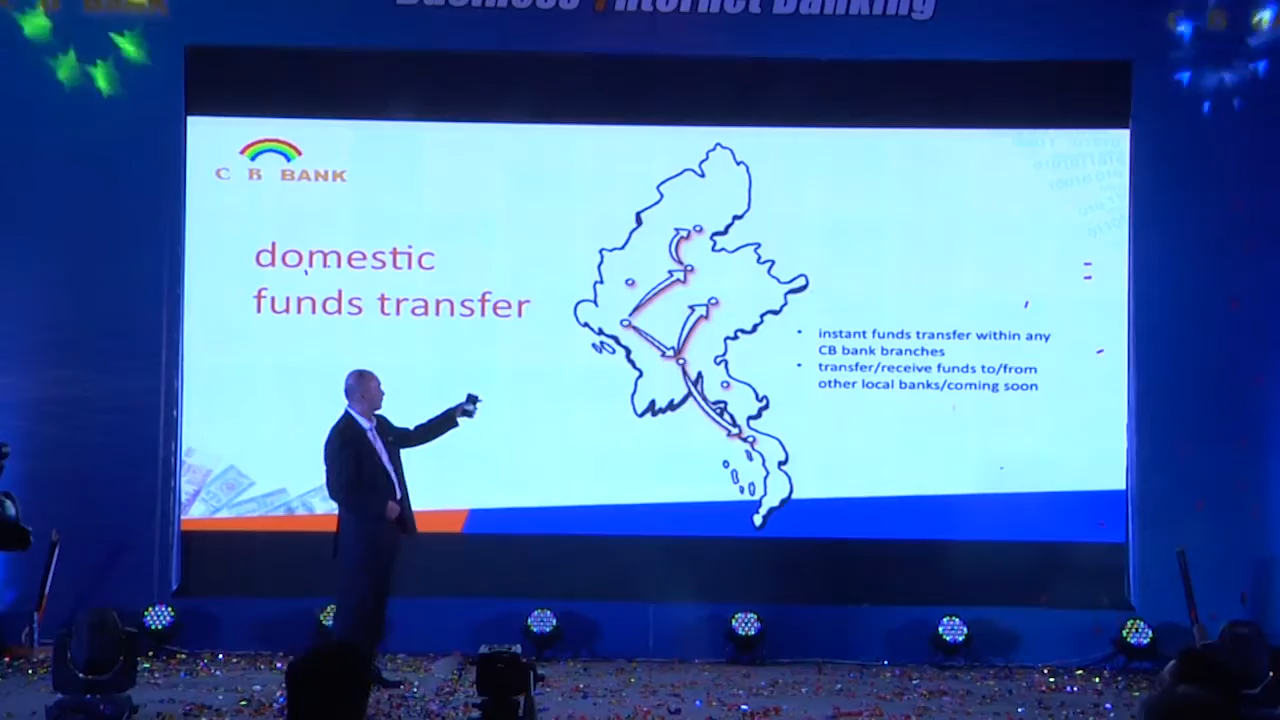 Business Internet Banking
C B BANK
domestic
funds transfer
• instant funds transfer within any
CB bank branches
• transfer/receive funds to/from
other local banks/coming soon